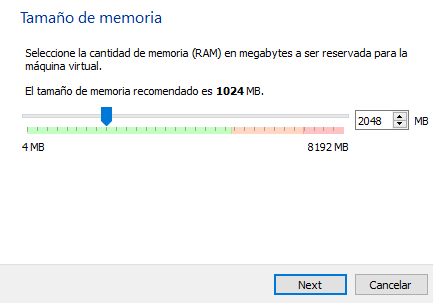 Tamaño de memoria
Seleccione la cantidad de memoria (RAM) en megabytes a ser reservada para la
máquina virtual.
El tamaño de memoria recomendado es 1024 MB.
2048 MB
4 MB 8192 MB
Next Cancelar